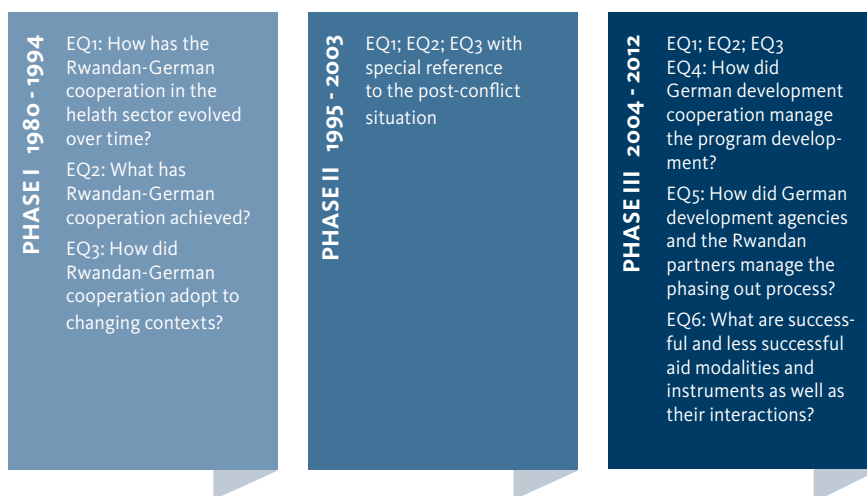 PHASE I 1980 - 1994
EQ1: How has the
Rwandan-German
cooperation in the
helath sector evolved
over time?
EQ2: What has
Rwandan-German
cooperation achieved?
EQ3: How did
Rwandan-German
cooperation adopt to
changing contexts?
PHASE II 1995 - 2003
EQ1; EQ2; EQ3 with
special reference
to the post-conflict
situation
PHASE III 2004 - 2012
EQ1; EQ2; EQ3
EQ4: How did
German development
cooperation manage
the program develop-
ment?
EQ5: How did German
development agencies
and the Rwandan
partners manage the
phasing out process?
EQ6: What are success-
ful and less successful
aid modalities and
instruments as well as
their interactions?